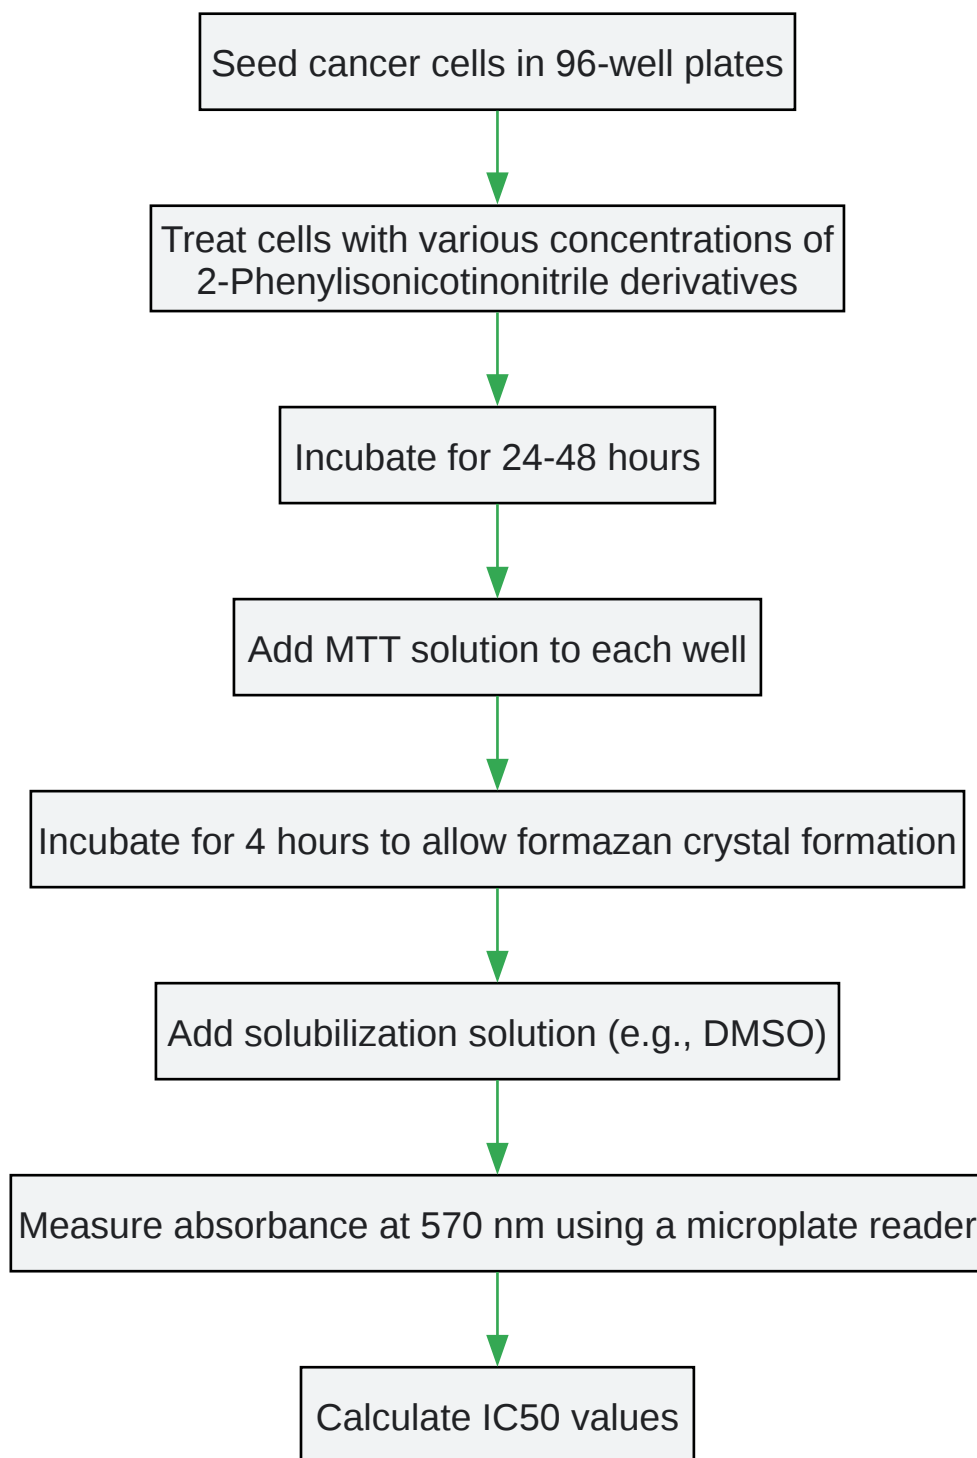 Seed cancer cells in 96-well plates
Treat cells with various concentrations of
2-Phenylisonicotinonitrile derivatives
Incubate for 24-48 hours
Add MTT solution to each well
Incubate for 4 hours to allow formazan crystal formation
Add solubilization solution (e.g., DMSO)
Measure absorbance at 570 nm using a microplate reader
Calculate IC50 values